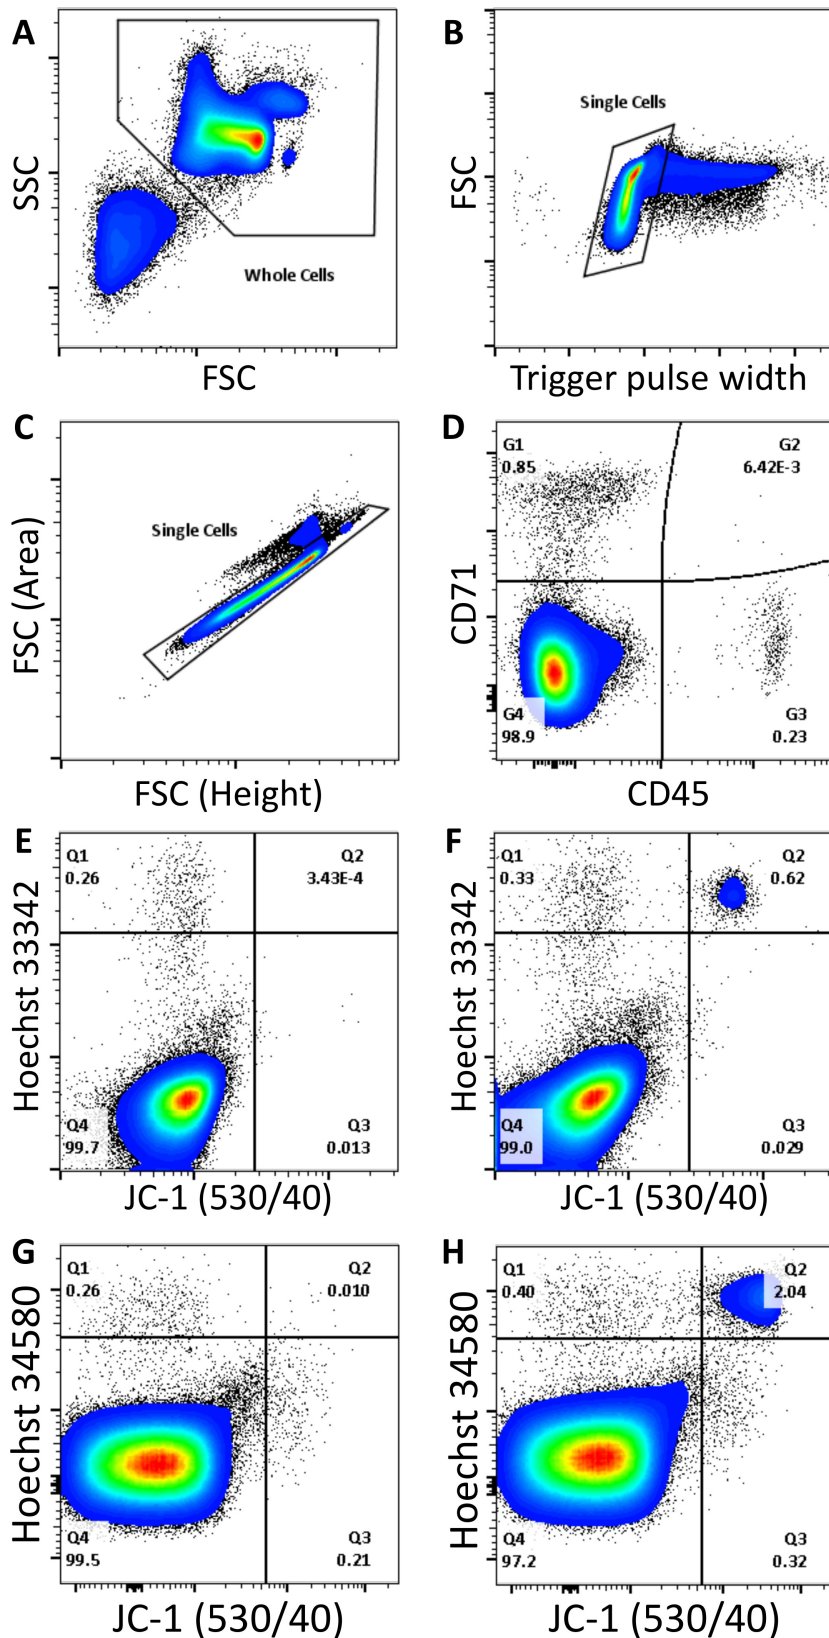 A
SSC
Whole Cells
FSC
B
FSC
Single Cells
Trigger pulse width
C
FSC (Area)
Single Cells
FSC (Height)
D
CD71
G1
0.85
G2
6.42E-3
G4
98.9
G3
0.23
CD45
E
Hoechst 33342
Q1
0.26
Q2
3.43E-4
Q4
99.7
Q3
0.013
JC-1 (530/40)
F
Hoechst 33342
Q1
0.33
Q2
0.62
Q4
99.0
Q3
0.029
JC-1 (530/40)
G
Hoechst 34580
Q1
0.26
Q2
0.010
Q4
99.5
Q3
0.21
JC-1 (530/40)
H
Hoechst 34580
Q1
0.40
Q2
2.04
Q4
97.2
Q3
0.32
JC-1 (530/40)